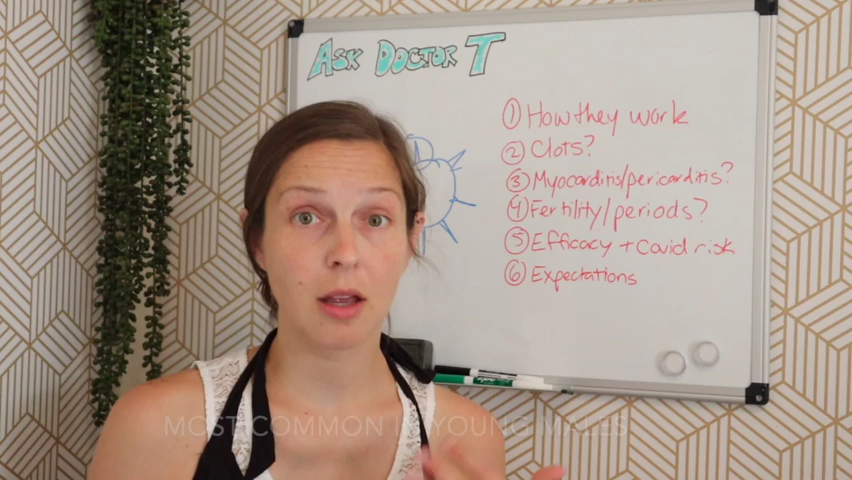 ASK DOCTOR T
① How they work
② Clots?
③ Myocarditis/pericarditis?
④ Fertility/periods?
⑤ Efficacy + Covid risk
⑥ Expectations
MOST COMMON IN YOUNG MALES